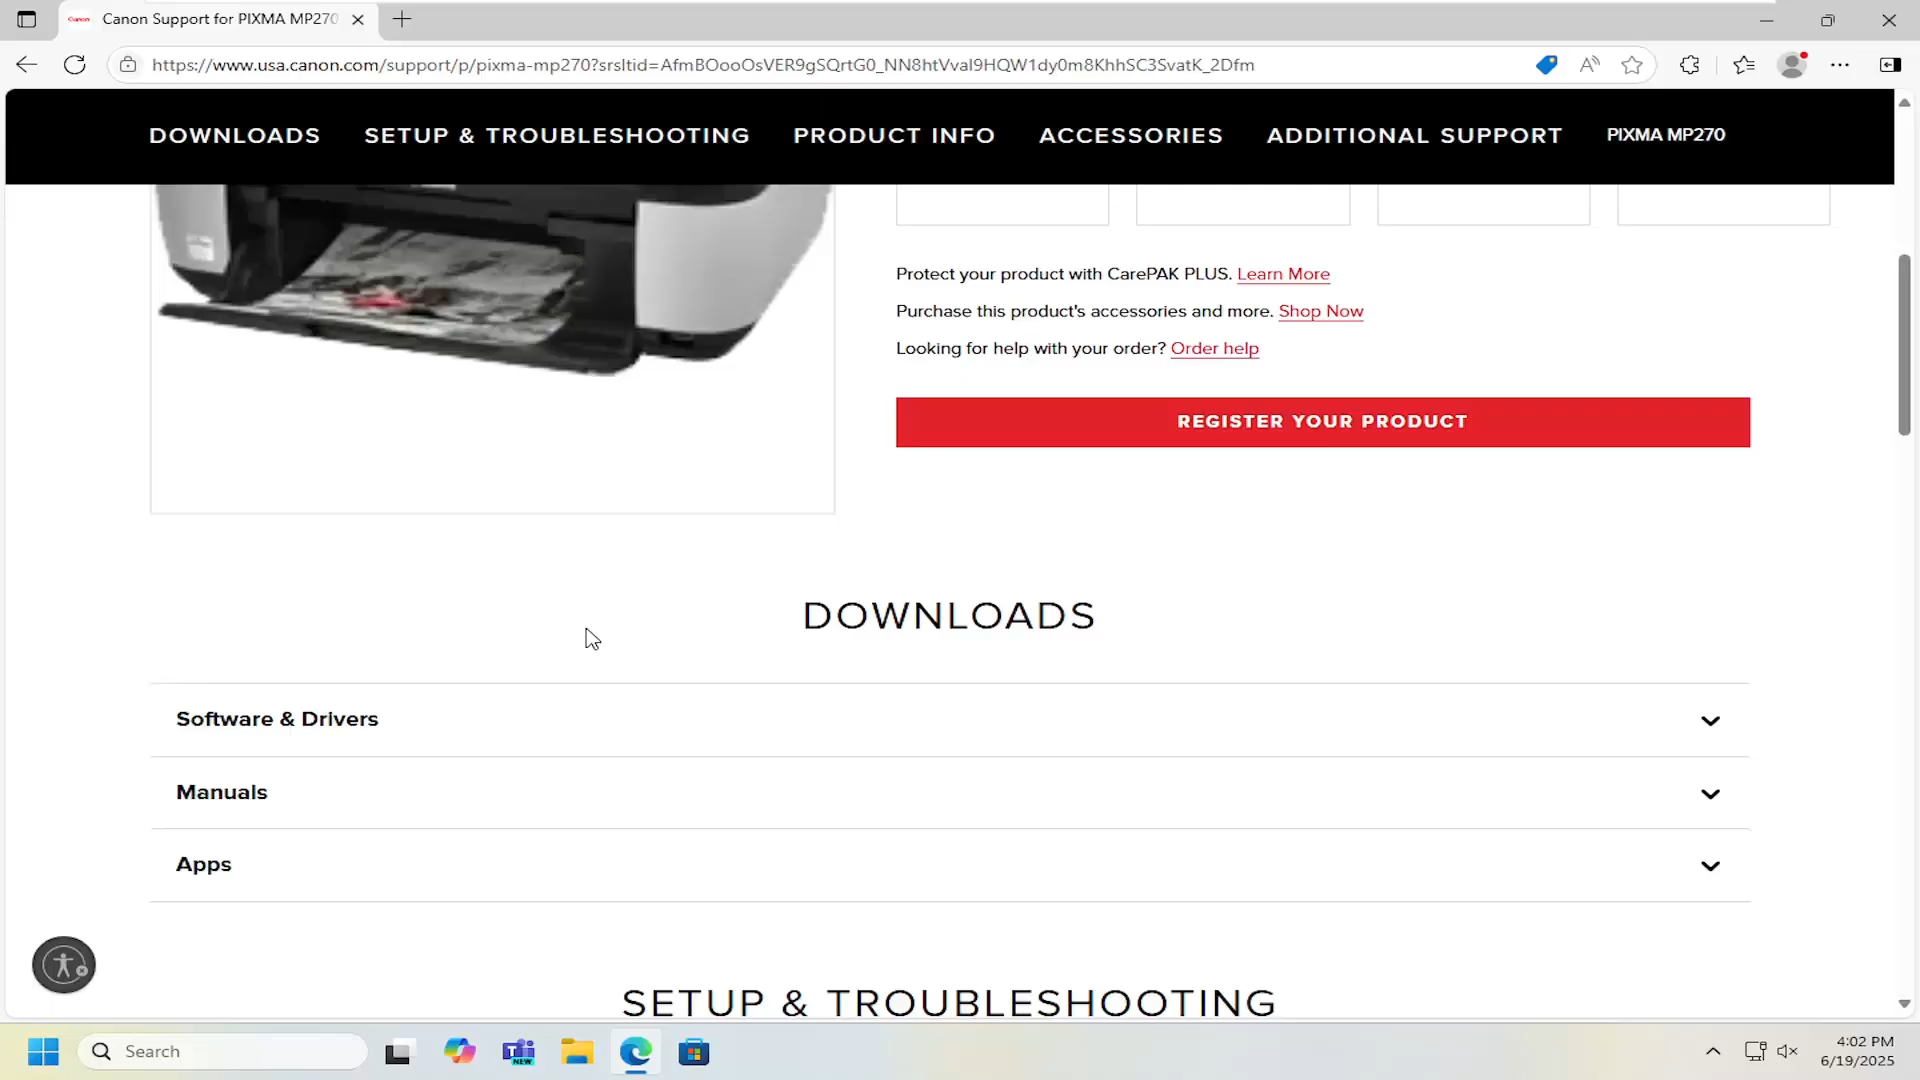 Canon Support for PIXMA MP270
https://www.usa.canon.com/support/p/pixma-mp270?srsltid=AfmBOooOsVER9gSQrtG0_NN8htVvaI9HQW1dy0m8KhhSC3SvatK_2Dfm
DOWNLOADS SETUP & TROUBLESHOOTING PRODUCT INFO ACCESSORIES ADDITIONAL SUPPORT PIXMA MP270
Protect your product with CarePAK PLUS. Learn More
Purchase this product's accessories and more. Shop Now
Looking for help with your order? Order help
REGISTER YOUR PRODUCT
DOWNLOADS
Software & Drivers
Manuals
Apps
SETUP & TROUBLESHOOTING
Search
NEW
4:02 PM
6/19/2025